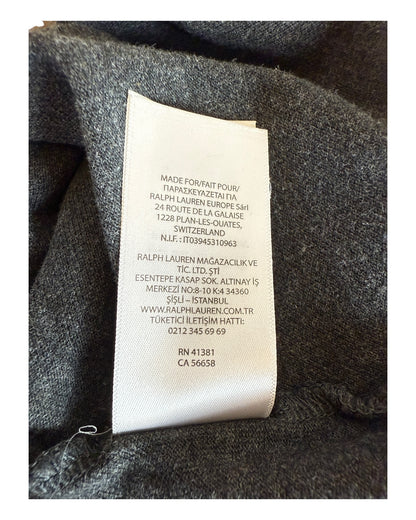 MADE FOR/FAIT POUR/
ΠΑΡΑΣΚΕΥΑΖΕΤΑΙ ΓΙΑ
RALPH LAUREN EUROPE Sàrl
24 ROUTE DE LA GALAISE
1228 PLAN-LES-OUATES,
SWITZERLAND
N.I.F. : IT03945310963
RALPH LAUREN MAĞAZACILIK VE
TİC. LTD. ŞTİ
ESENTEPE KASAP SOK. ALTINAY İŞ
MERKEZİ NO:8-10 K:4 34360
ŞİŞLİ – İSTANBUL
WWW.RALPHLAUREN.COM.TR
TÜKETİCİ İLETİŞİM HATTI:
0212 345 69 69
RN 41381
CA 56658